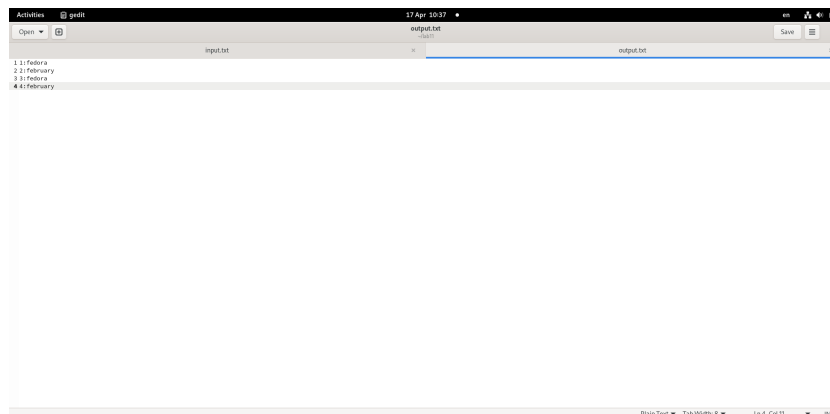 Activities gedit 17 Apr 10:37 en
Open output.txt Save
input.txt × output.txt
1 1:fedora
2 2:february
3 3:fedora
4 4:february
Plain Text Tab Width: 8 Ln 4, Col 11